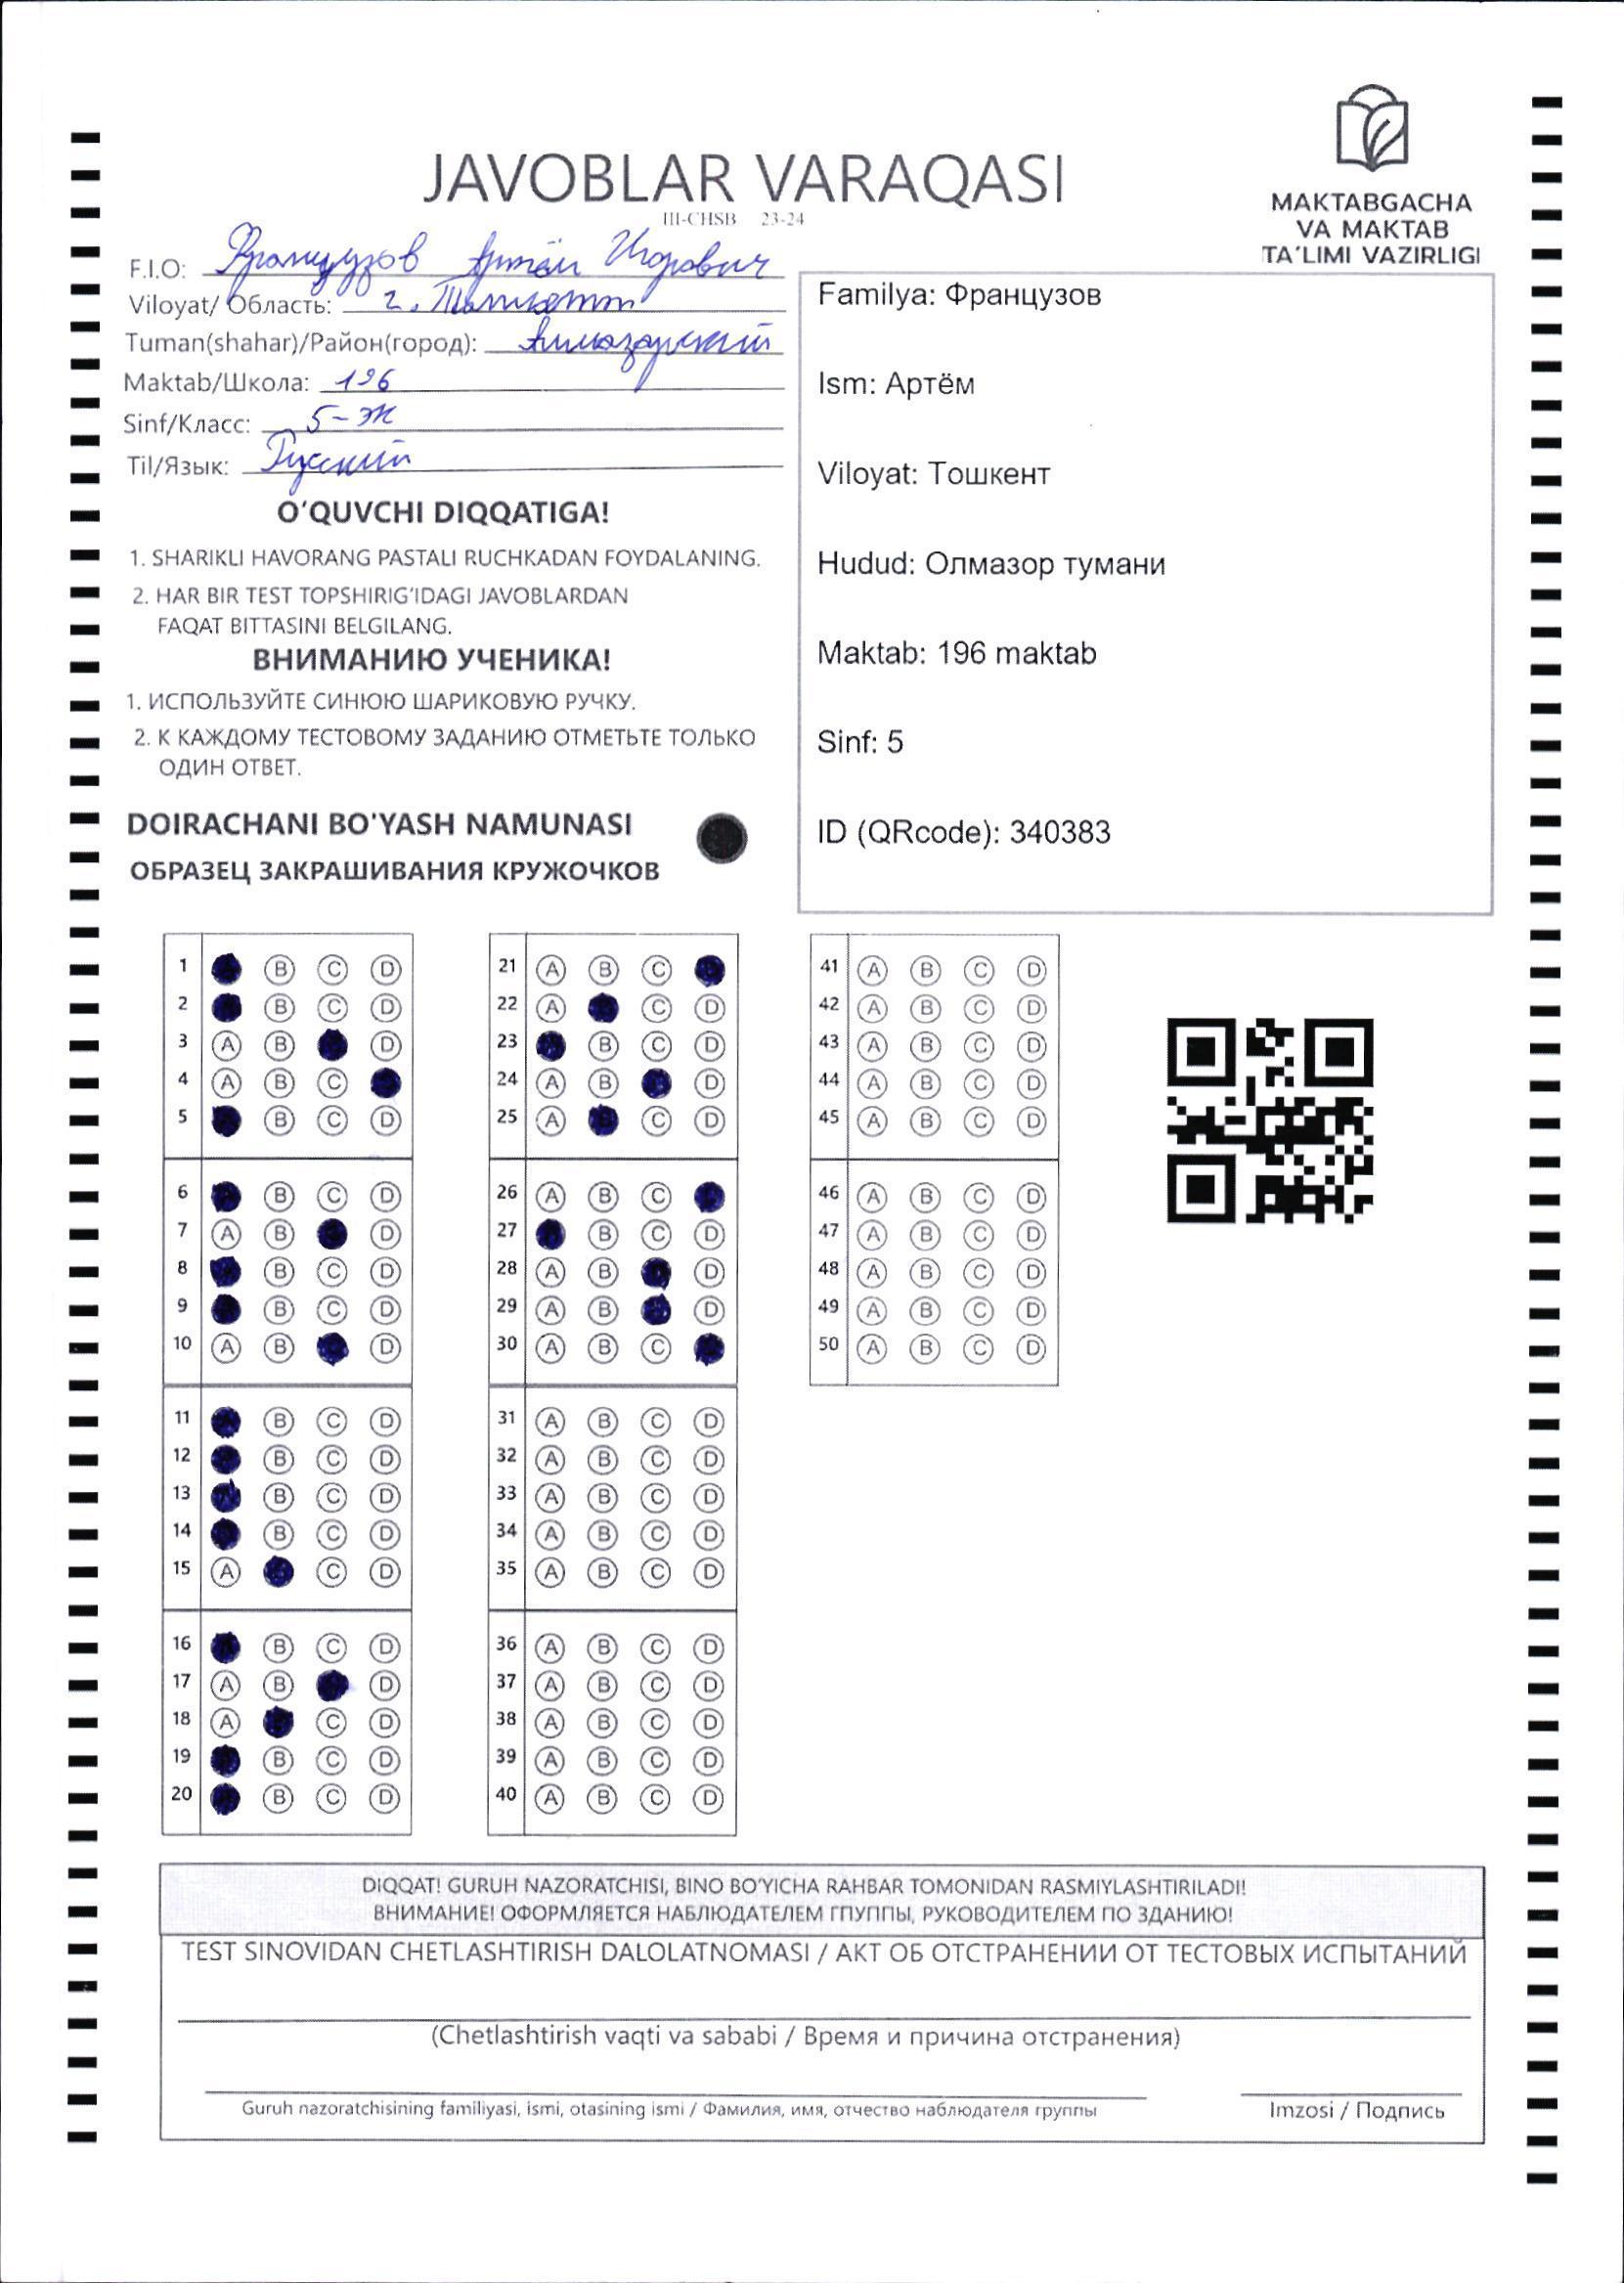 JAVOBLAR VARAQASI
III-CHSB 23-24
MAKTABGACHA
VA MAKTAB
TA'LIMI VAZIRLIGI
F.I.O: Французов Артём Игоревич
Viloyat/ Область: г. Ташкент
Tuman(shahar)/Район(город): Алмазарский
Maktab/Школа: 196
Sinf/Класс: 5-Ж
Til/Язык: Русский
Familya: Французов
Ism: Артём
Viloyat: Тошкент
Hudud: Олмазор тумани
Maktab: 196 maktab
Sinf: 5
ID (QRcode): 340383
O'QUVCHI DIQQATIGA!
1. SHARIKLI HAVORANG PASTALI RUCHKADAN FOYDALANING.
2. HAR BIR TEST TOPSHIRIG'IDAGI JAVOBLARDAN
FAQAT BITTASINI BELGILANG.
ВНИМАНИЮ УЧЕНИКА!
1. ИСПОЛЬЗУЙТЕ СИНЮЮ ШАРИКОВУЮ РУЧКУ.
2. К КАЖДОМУ ТЕСТОВОМУ ЗАДАНИЮ ОТМЕТЬТЕ ТОЛЬКО
ОДИН ОТВЕТ.
DOIRACHANI BO'YASH NAMUNASI
ОБРАЗЕЦ ЗАКРАШИВАНИЯ КРУЖОЧКОВ
1 B C D
2 B C D
3 A B D
4 A B C
5 B C D
6 B C D
7 A B D
8 B C D
9 B C D
10 A B D
11 B C D
12 B C D
13 B C D
14 B C D
15 A C D
16 B C D
17 A B D
18 A C D
19 B C D
20 B C D
21 A B C
22 A C D
23 B C D
24 A B D
25 A C D
26 A B C
27 B C D
28 A B D
29 A B D
30 A B C
31 A B C D
32 A B C D
33 A B C D
34 A B C D
35 A B C D
36 A B C D
37 A B C D
38 A B C D
39 A B C D
40 A B C D
41 A B C D
42 A B C D
43 A B C D
44 A B C D
45 A B C D
46 A B C D
47 A B C D
48 A B C D
49 A B C D
50 A B C D
DIQQAT! GURUH NAZORATCHISI, BINO BO'YICHA RAHBAR TOMONIDAN RASMIYLASHTIRILADI!
ВНИМАНИЕ! ОФОРМЛЯЕТСЯ НАБЛЮДАТЕЛЕМ ГПУППЫ, РУКОВОДИТЕЛЕМ ПО ЗДАНИЮ!
TEST SINOVIDAN CHETLASHTIRISH DALOLATNOMASI / АКТ ОБ ОТСТРАНЕНИИ ОТ ТЕСТОВЫХ ИСПЫТАНИЙ
(Chetlashtirish vaqti va sababi / Время и причина отстранения)
Guruh nazoratchisining familiyasi, ismi, otasining ismi / Фамилия, имя, отчество наблюдателя группы
Imzosi / Подпись